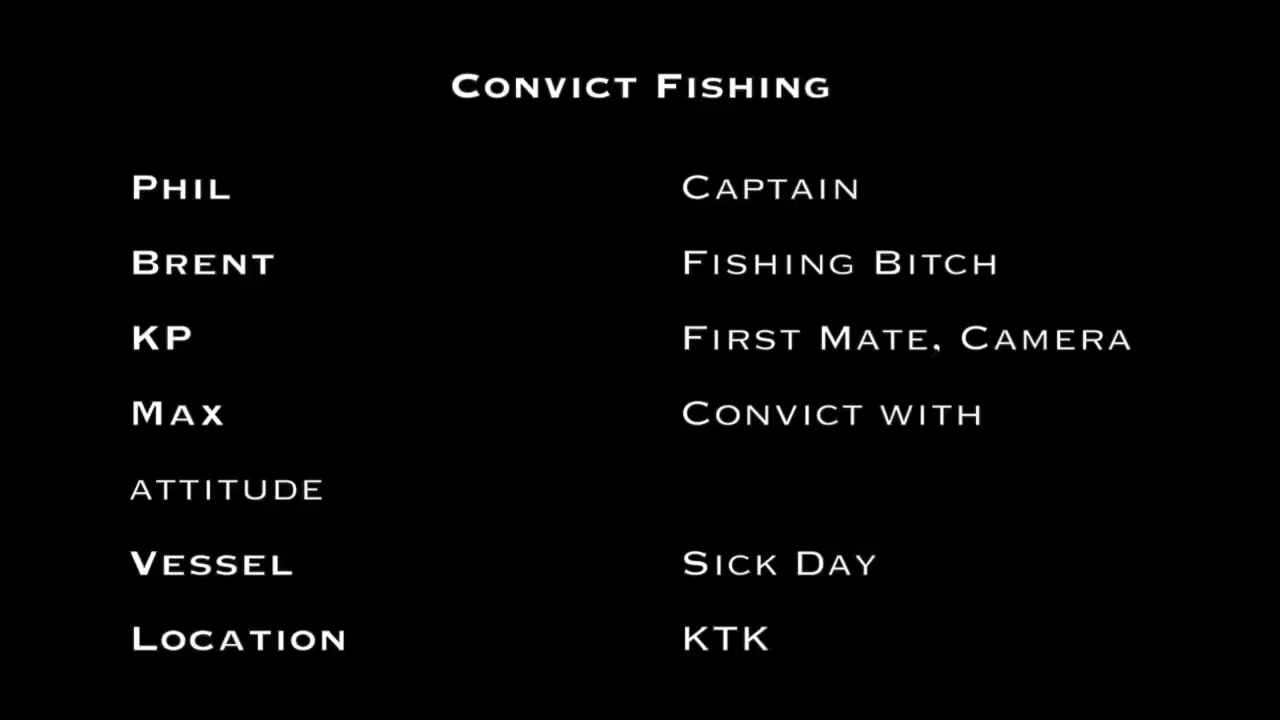 Convict Fishing
Phil Captain
Brent Fishing Bitch
KP First Mate, Camera
Max Convict with
attitude
Vessel Sick Day
Location KTK